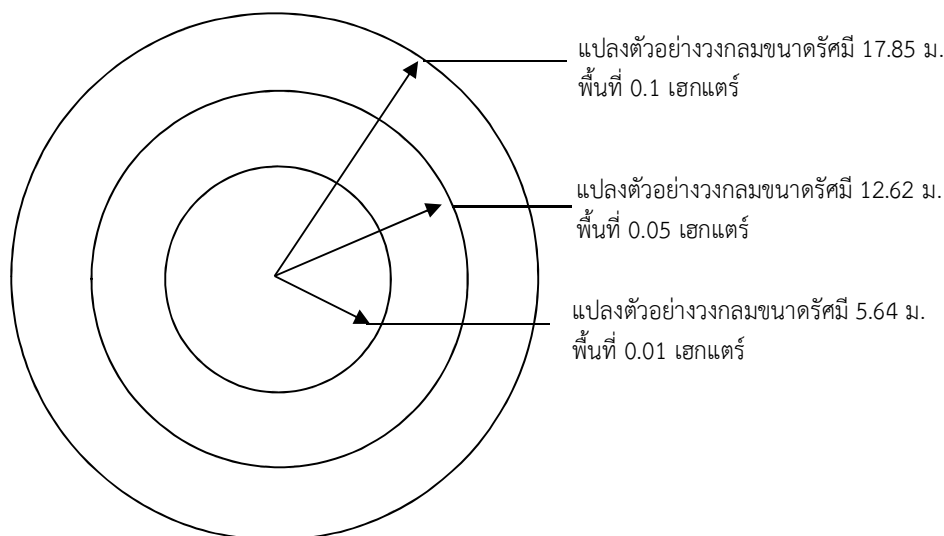 แปลงตัวอย่างวงกลมขนาดรัศมี 17.85 ม.
พื้นที่ 0.1 เฮกแตร์
แปลงตัวอย่างวงกลมขนาดรัศมี 12.62 ม.
พื้นที่ 0.05 เฮกแตร์
แปลงตัวอย่างวงกลมขนาดรัศมี 5.64 ม.
พื้นที่ 0.01 เฮกแตร์